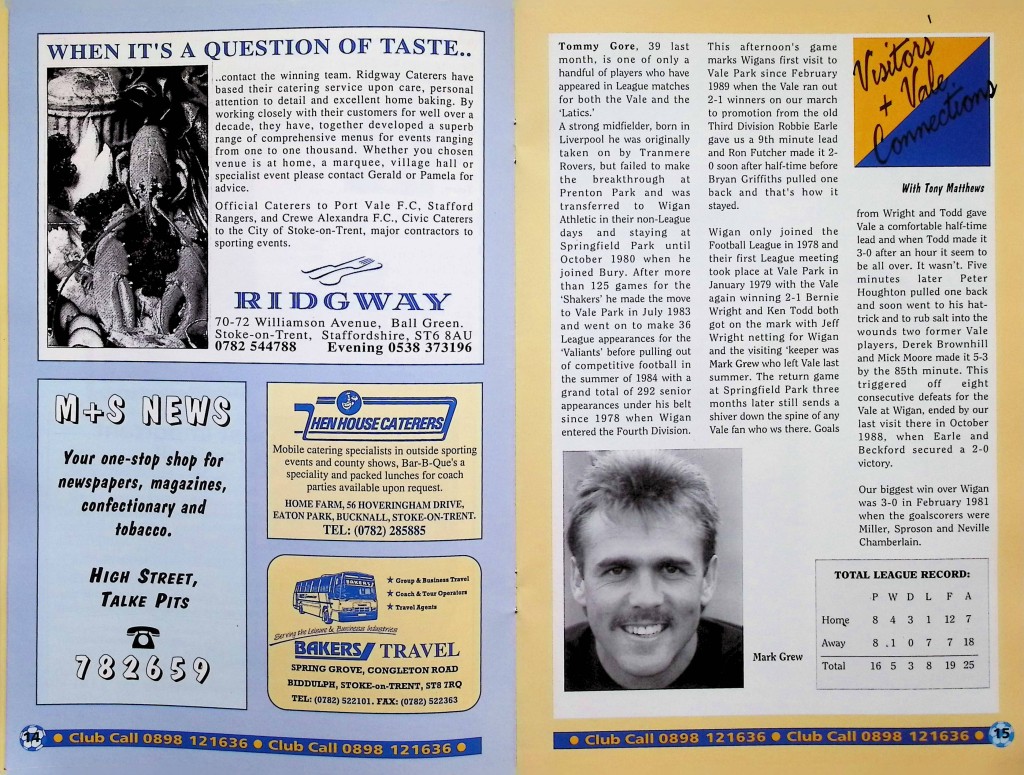 WHEN IT'S A QUESTION OF TASTE..
..contact the winning team. Ridgway Caterers have
based their catering service upon care, personal
attention to detail and excellent home baking. By
working closely with their customers for well over a
decade, they have, together developed a superb
range of comprehensive menus for events ranging
from one to one thousand. Whether you chosen
venue is at home, a marquee, village hall or
specialist event please contact Gerald or Pamela for
advice.
Official Caterers to Port Vale F.C, Stafford
Rangers, and Crewe Alexandra F.C., Civic Caterers
to the City of Stoke-on-Trent, major contractors to
sporting events.
RIDGWAY
70-72 Williamson Avenue, Ball Green.
Stoke-on-Trent, Staffordshire, ST6 8AU
0782 544788 Evening 0538 373196
M+S NEWS
Your one-stop shop for
newspapers, magazines,
confectionary and
tobacco.
HIGH STREET,
TALKE PITS
782659
HEN HOUSE CATERERS
Mobile catering specialists in outside sporting
events and county shows, Bar-B-Que's a
speciality and packed lunches for coach
parties available upon request.
HOME FARM, 56 HOVERINGHAM DRIVE,
EATON PARK, BUCKNALL, STOKE-ON-TRENT.
TEL: (0782) 285885
BAKERS
★ Group & Business Travel
★ Coach & Tour Operators
★ Travel Agents
Serving the Leisure & Business Industries
BAKERS TRAVEL
SPRING GROVE, CONGLETON ROAD
BIDDULPH, STOKE-on-TRENT, ST8 7RQ
TEL: (0782) 522101. FAX: (0782) 522363
14 ● Club Call 0898 121636 ● Club Call 0898 121636 ●
Tommy Gore, 39 last
month, is one of only a
handful of players who have
appeared in League matches
for both the Vale and the
'Latics.'
A strong midfielder, born in
Liverpool he was originally
taken on by Tranmere
Rovers, but failed to make
the breakthrough at
Prenton Park and was
transferred to Wigan
Athletic in their non-League
days and staying at
Springfield Park until
October 1980 when he
joined Bury. After more
than 125 games for the
'Shakers' he made the move
to Vale Park in July 1983
and went on to make 36
League appearances for the
'Valiants' before pulling out
of competitive football in
the summer of 1984 with a
grand total of 292 senior
appearances under his belt
since 1978 when Wigan
entered the Fourth Division.
This afternoon's game
marks Wigans first visit to
Vale Park since February
1989 when the Vale ran out
2-1 winners on our march
to promotion from the old
Third Division Robbie Earle
gave us a 9th minute lead
and Ron Futcher made it 2-
0 soon after half-time before
Bryan Griffiths pulled one
back and that's how it
stayed.
Wigan only joined the
Football League in 1978 and
their first League meeting
took place at Vale Park in
January 1979 with the Vale
again winning 2-1 Bernie
Wright and Ken Todd both
got on the mark with Jeff
Wright netting for Wigan
and the visiting 'keeper was
Mark Grew who left Vale last
summer. The return game
at Springfield Park three
months later still sends a
shiver down the spine of any
Vale fan who ws there. Goals
Visitors
+ Vale
Connections
With Tony Matthews
from Wright and Todd gave
Vale a comfortable half-time
lead and when Todd made it
3-0 after an hour it seem to
be all over. It wasn't. Five
minutes later Peter
Houghton pulled one back
and soon went to his hat-
trick and to rub salt into the
wounds two former Vale
players, Derek Brownhill
and Mick Moore made it 5-3
by the 85th minute. This
triggered off eight
consecutive defeats for the
Vale at Wigan, ended by our
last visit there in October
1988, when Earle and
Beckford secured a 2-0
victory.
Our biggest win over Wigan
was 3-0 in February 1981
when the goalscorers were
Miller, Sproson and Neville
Chamberlain.
Mark Grew
TOTAL LEAGUE RECORD:
P W D L F A
Home 8 4 3 1 12 7
Away 8 .1 0 7 7 18
Total 16 5 3 8 19 25
● Club Call 0898 121636 ● Club Call 0898 121636 ● 15